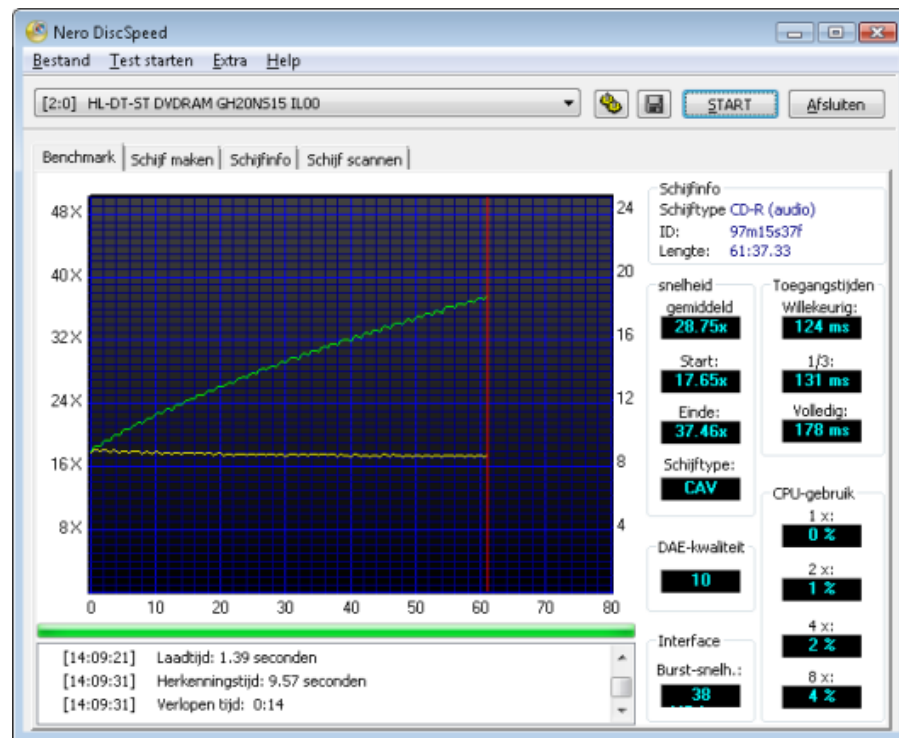 Nero DiscSpeed
Bestand Test starten Extra Help
[2:0] HL-DT-ST DVDRAM GH20NS15 IL00
START
Afsluiten
Benchmark Schijf maken Schijfinfo Schijf scannen
48X
40X
32X
24X
16X
8X
24
20
16
12
8
4
0 10 20 30 40 50 60 70 80
Schijfinfo
Schijftype CD-R (audio)
ID: 97m15s37f
Lengte: 61:37.33
snelheid
gemiddeld
28.75x
Start:
17.65x
Einde:
37.46x
Schijftype:
CAV
Toegangstijden
Willekeurig:
124 ms
1/3:
131 ms
Volledig:
178 ms
CPU-gebruik
1 x:
0 %
2 x:
1 %
4 x:
2 %
8 x:
4 %
DAE-kwaliteit
10
Interface
Burst-snelh.:
38
[14:09:21] Laadtijd: 1.39 seconden
[14:09:31] Herkenningstijd: 9.57 seconden
[14:09:31] Verlopen tijd: 0:14